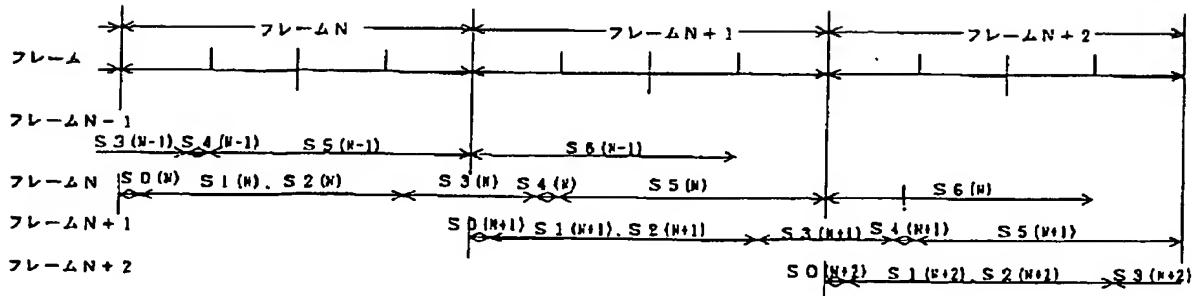 フレームN フレームN+1 フレームN+2
フレーム
フレームN-1
S3(N-1) S4(N-1) S5(N-1) S6(N-1)
フレームN S0(N) S1(N), S2(N) S3(N) S4(N) S5(N) S6(N)
フレームN+1 S0(N+1) S1(N+1), S2(N+1) S3(N+1) S4(N+1) S5(N+1)
フレームN+2 S0(N+2) S1(N+2), S2(N+2) S3(N+2)